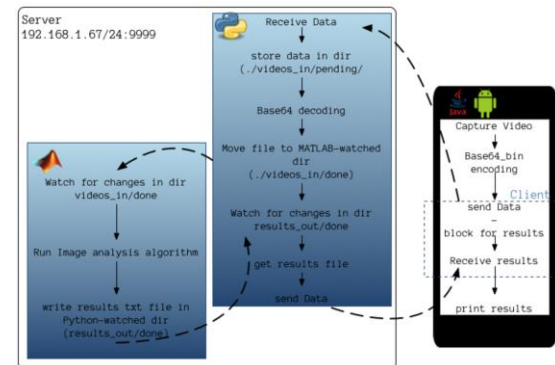 Server
192.168.1.67/24:9999
Receive Data
store data in dir
(./videos_in/pending/
Base64 decoding
Move file to MATLAB-watched
dir
(./videos_in/done)
Watch for changes in dir
results_out/done
get results file
send Data
Watch for changes in dir
videos_in/done
Run Image analysis algorithm
write results txt file in
Python-watched dir
(results_out/done)
Java
Capture Video
Base64_bin
encoding
Client
send Data
-
block for results
Receive results
print results